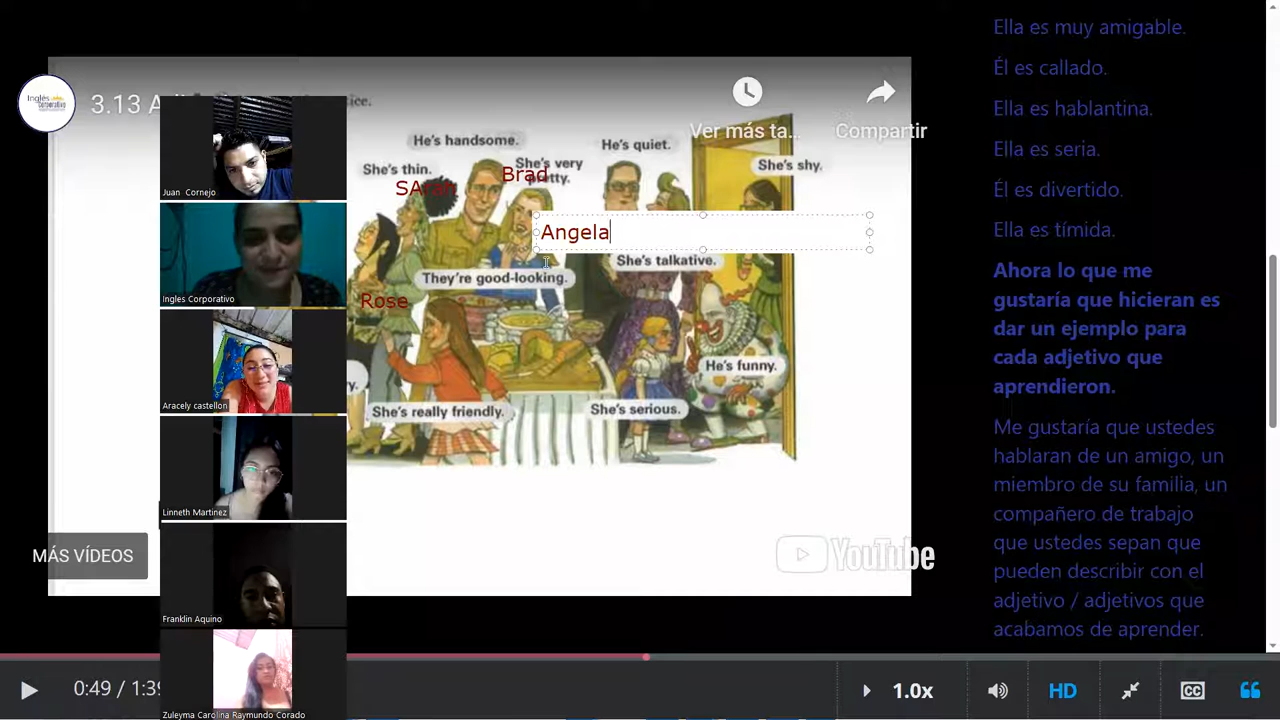 Inglés
Corporativo
3.13 A
ice.
Ver más ta...
Compartir
He's handsome.
She's thin.
She's very
pretty.
He's quiet.
She's shy.
SArah
Brad
Angela
They're good-looking.
She's talkative.
Rose
He's funny.
ry.
She's really friendly.
She's serious.
Juan Cornejo
Ingles Corporativo
Aracely castellon
Linneth Martinez
Franklin Aquino
Zuleyma Carolina Raymundo Corado
MÁS VÍDEOS
YouTube
0:49 / 1:39
1.0x
HD
CC
Ella es muy amigable.
Él es callado.
Ella es hablantina.
Ella es seria.
Él es divertido.
Ella es tímida.
Ahora lo que me
gustaría que hicieran es
dar un ejemplo para
cada adjetivo que
aprendieron.
Me gustaría que ustedes
hablaran de un amigo, un
miembro de su familia, un
compañero de trabajo
que ustedes sepan que
pueden describir con el
adjetivo / adjetivos que
acabamos de aprender.